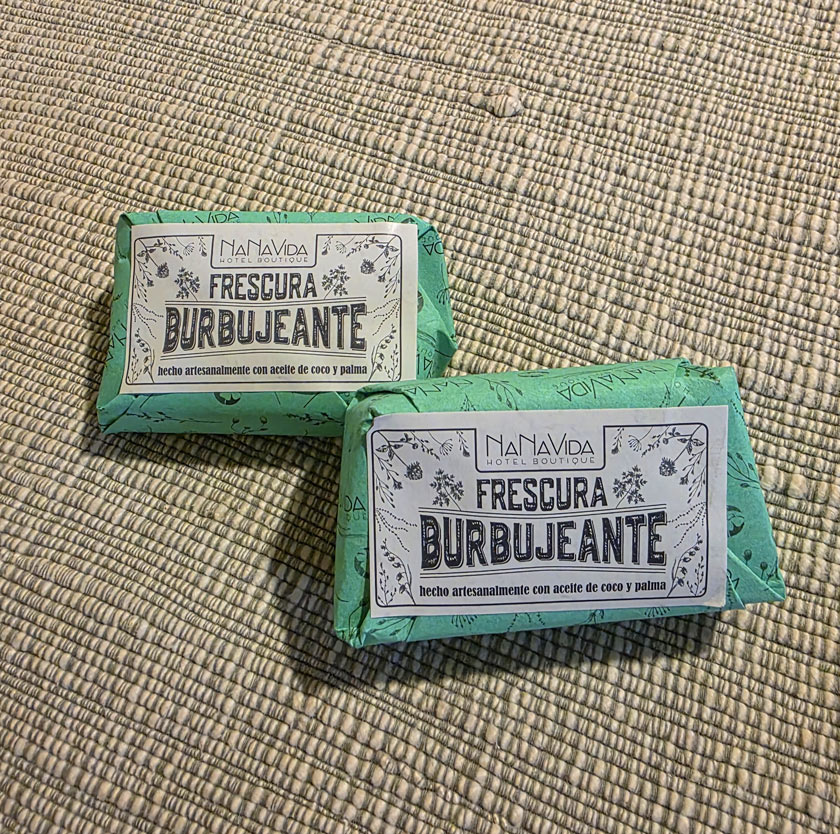 NaNaVida
HOTEL BOUTIQUE
FRESCURA
BURBUJEANTE
hecho artesanalmente con aceite de coco y palma
NaNaVida
NaNaVida
HOTEL BOUTIQUE
FRESCURA
BURBUJEANTE
hecho artesanalmente con aceite de coco y palma